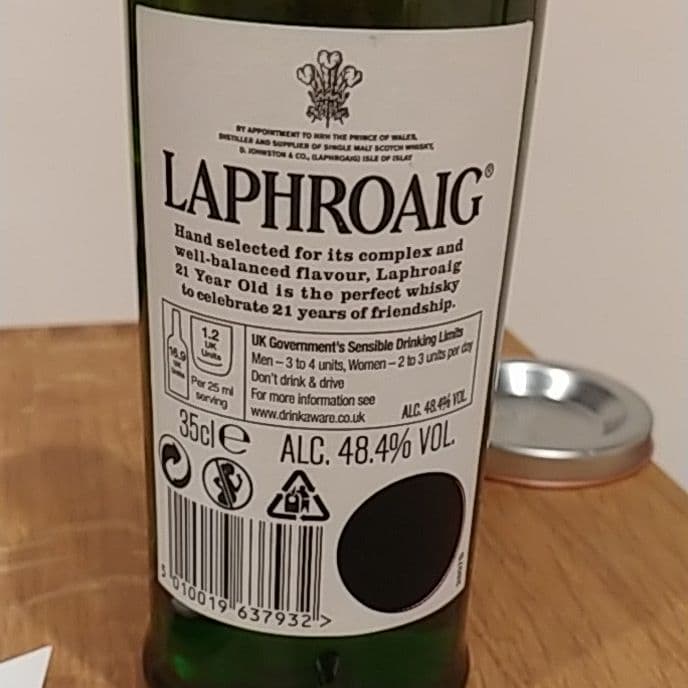 BY APPOINTMENT TO HRH THE PRINCE OF WALES,
DISTILLER AND SUPPLIER OF SINGLE MALT SCOTCH WHISKY,
D. JOHNSTON & CO., (LAPHROAIG) ISLE OF ISLAY
LAPHROAIG®
Hand selected for its complex and
well-balanced flavour, Laphroaig
21 Year Old is the perfect whisky
to celebrate 21 years of friendship.
16.9
UK
Units
1.2
UK
Units
Per 25 ml
serving
UK Government's Sensible Drinking Limits
Men – 3 to 4 units, Women – 2 to 3 units per day
Don't drink & drive
For more information see
www.drinkaware.co.uk
ALC. 48.4% VOL.
35cl e
ALC. 48.4% VOL.
5 010019 637932 >